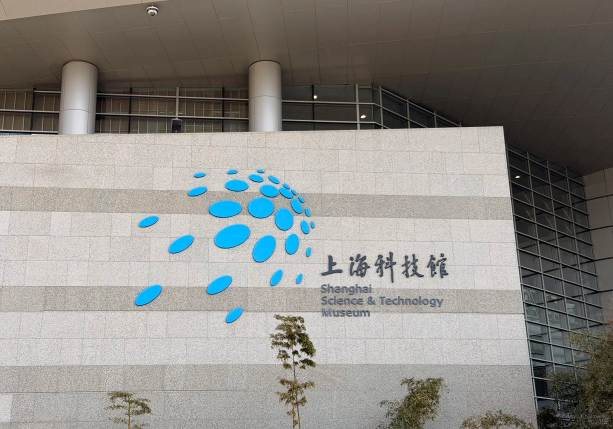 上海科技馆
Shanghai
Science & Technology
Museum